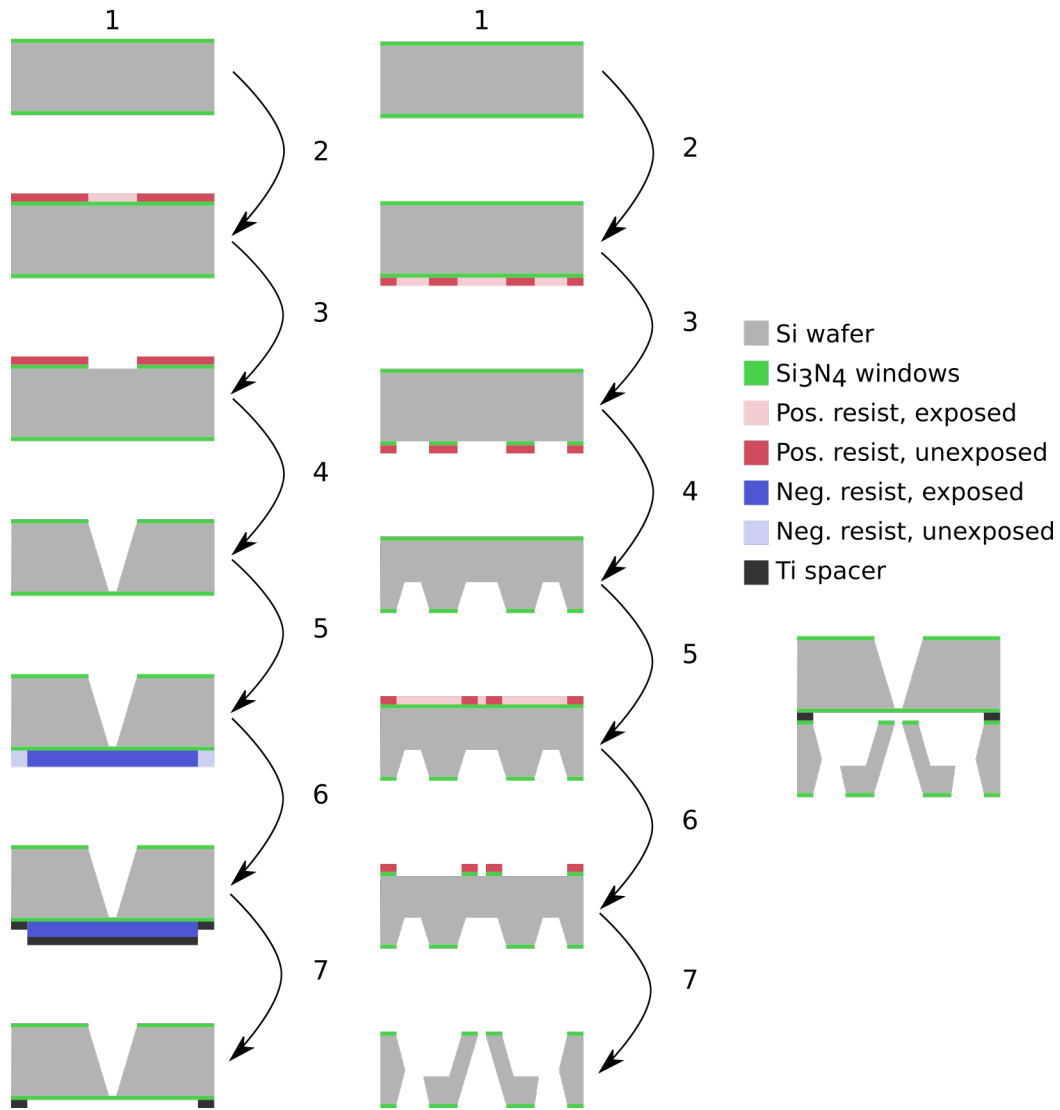 1
2
3
4
5
6
7
1
2
3
4
5
6
7
Si wafer
Si3N4 windows
Pos. resist, exposed
Pos. resist, unexposed
Neg. resist, exposed
Neg. resist, unexposed
Ti spacer